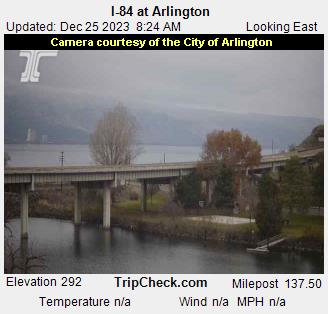 I-84 at Arlington
Updated: Dec 25 2023 8:24 AM Looking East
Camera courtesy of the City of Arlington
Elevation 292 TripCheck.com Milepost 137.50
Temperature n/a Wind n/a MPH n/a